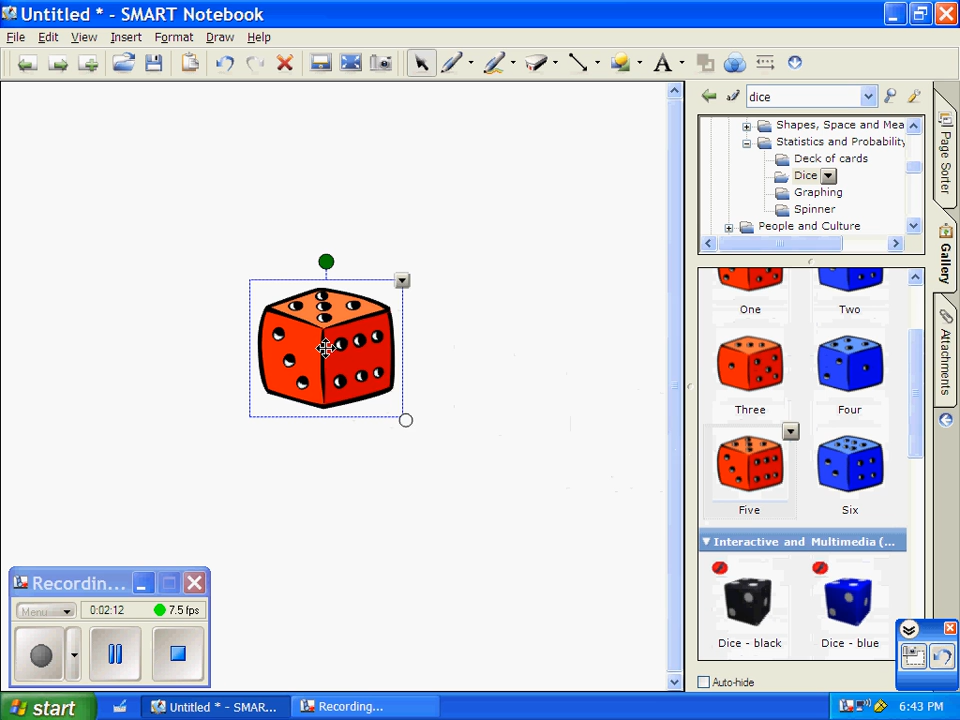 Untitled * - SMART Notebook
File Edit View Insert Format Draw Help
dice
Shapes, Space and Mea
Statistics and Probability
Deck of cards
Dice
Graphing
Spinner
People and Culture
Page Sorter
Gallery
Attachments
One Two
Three Four
Five Six
Interactive and Multimedia (...
Dice - black Dice - blue
Auto-hide
Recordin...
Menu 0:02:12 7.5 fps
start Untitled * - SMAR... Recording... 6:43 PM